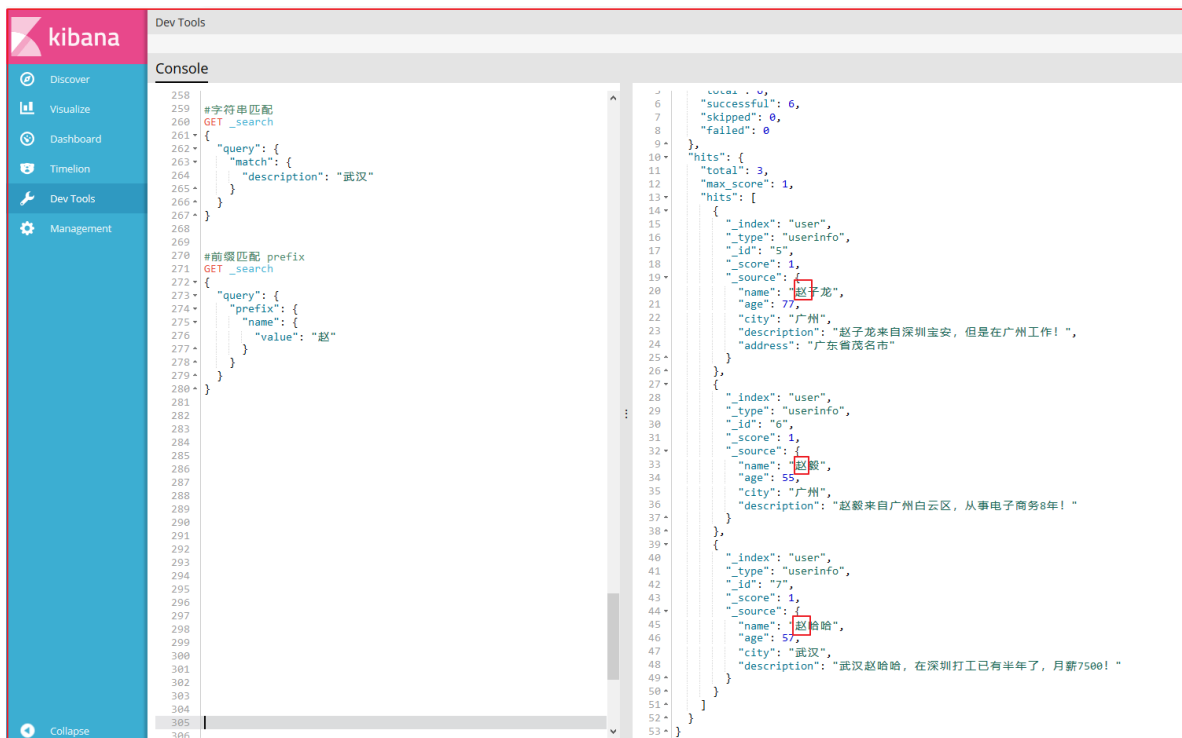 kibana
Discover
Visualize
Dashboard
Timelion
Dev Tools
Management
Collapse
Dev Tools
Console
258
259 #字符串匹配
260 GET _search
261 {
262 "query": {
263 "match": {
264 "description": "武汉"
265 }
266 }
267 }
268
269
270 #前缀匹配 prefix
271 GET _search
272 {
273 "query": {
274 "prefix": {
275 "name": {
276 "value": "赵"
277 }
278 }
279 }
280 }
281
282
283
284
285
286
287
288
289
290
291
292
293
294
295
296
297
298
299
300
301
302
303
304
305
306
5 "total": 6,
6 "successful": 6,
7 "skipped": 0,
8 "failed": 0
9 },
10 "hits": {
11 "total": 3,
12 "max_score": 1,
13 "hits": [
14 {
15 "_index": "user",
16 "_type": "userinfo",
17 "_id": "5",
18 "_score": 1,
19 "_source": {
20 "name": "赵子龙",
21 "age": 77,
22 "city": "广州",
23 "description": "赵子龙来自深圳宝安，但是在广州工作！",
24 "address": "广东省茂名市"
25 }
26 },
27 {
28 "_index": "user",
29 "_type": "userinfo",
30 "_id": "6",
31 "_score": 1,
32 "_source": {
33 "name": "赵毅",
34 "age": 55,
35 "city": "广州",
36 "description": "赵毅来自广州白云区，从事电子商务8年！"
37 }
38 },
39 {
40 "_index": "user",
41 "_type": "userinfo",
42 "_id": "7",
43 "_score": 1,
44 "_source": {
45 "name": "赵哈哈",
46 "age": 57,
47 "city": "武汉",
48 "description": "武汉赵哈哈，在深圳打工已有半年了，月薪7500！"
49 }
50 }
51 ]
52 }
53 }